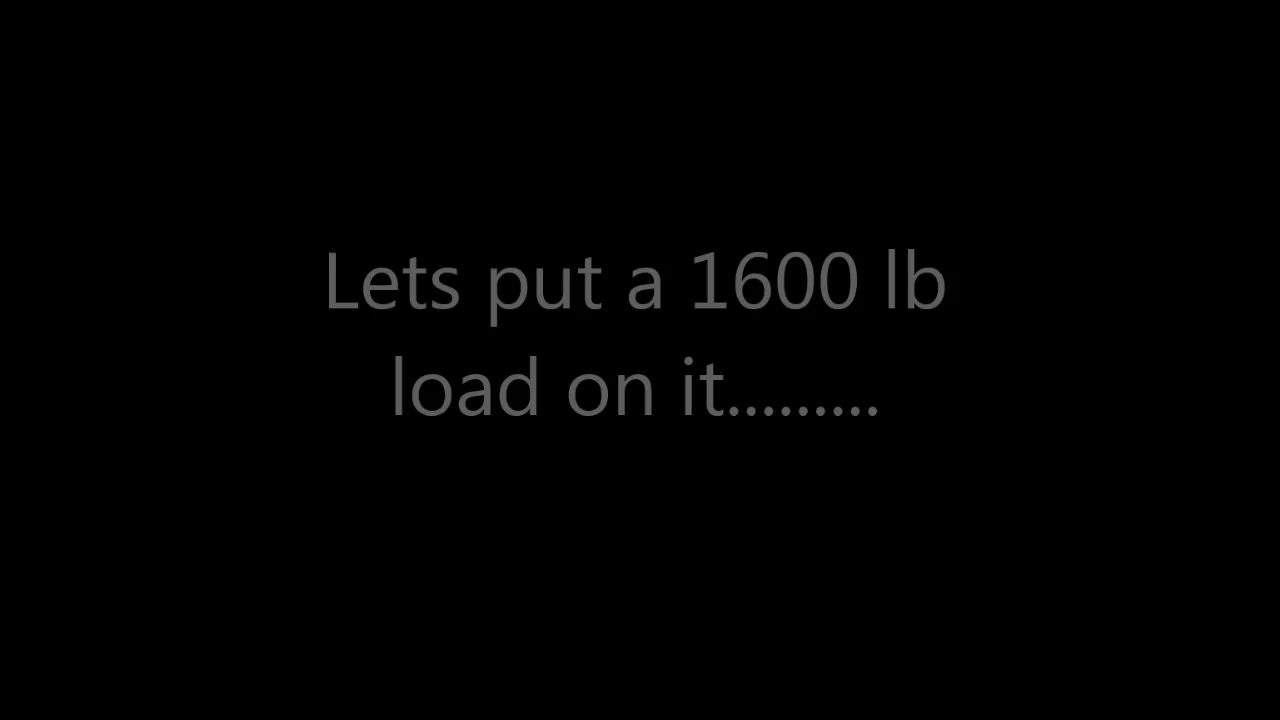 Lets put a 1600 lb
load on it.........